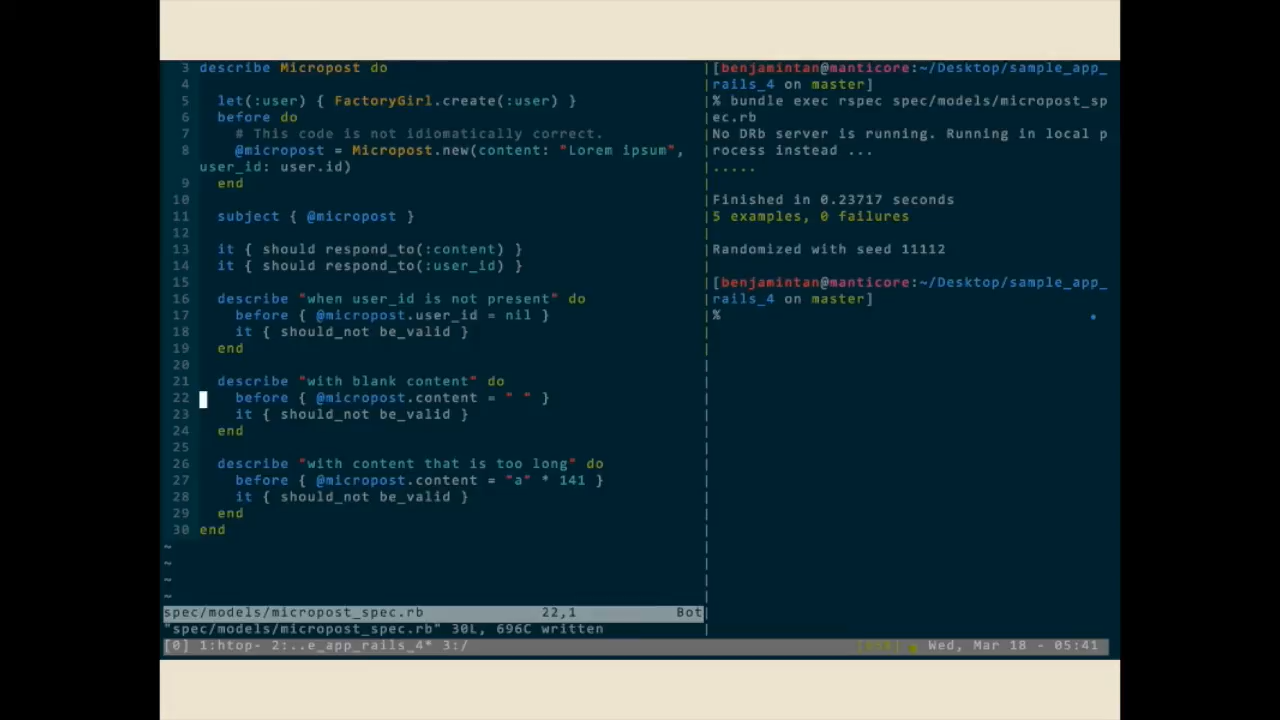 3 describe Micropost do
4
5   let(:user) { FactoryGirl.create(:user) }
6   before do
7     # This code is not idiomatically correct.
8     @micropost = Micropost.new(content: "Lorem ipsum",
user_id: user.id)
9   end
10
11   subject { @micropost }
12
13   it { should respond_to(:content) }
14   it { should respond_to(:user_id) }
15
16   describe "when user_id is not present" do
17     before { @micropost.user_id = nil }
18     it { should_not be_valid }
19   end
20
21   describe "with blank content" do
22     before { @micropost.content = " " }
23     it { should_not be_valid }
24   end
25
26   describe "with content that is too long" do
27     before { @micropost.content = "a" * 141 }
28     it { should_not be_valid }
29   end
30 end
~
~
~
~
spec/models/micropost_spec.rb 22,1 Bot
"spec/models/micropost_spec.rb" 30L, 696C written
[benjamintan@manticore:~/Desktop/sample_app_
rails_4 on master]
% bundle exec rspec spec/models/micropost_sp
ec.rb
No DRb server is running. Running in local p
rocess instead ...
.....
Finished in 0.23717 seconds
5 examples, 0 failures
Randomized with seed 11112
[benjamintan@manticore:~/Desktop/sample_app_
rails_4 on master]
%
[0] 1:htop- 2:..e_app_rails_4* 3:/ Wed, Mar 18 - 05:41